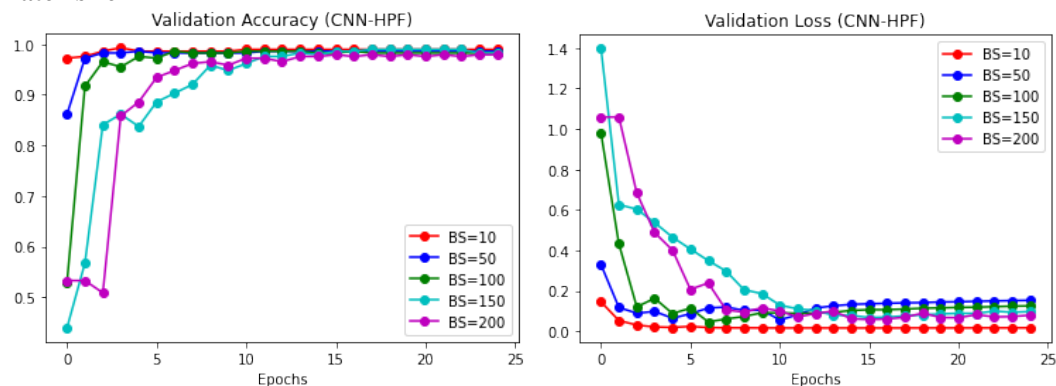 Validation Accuracy (CNN-HPF)
1.0
0.9
0.8
0.7
0.6
0.5
BS=10
BS=50
BS=100
BS=150
BS=200
0
5
10
15
20
25
Epochs
Validation Loss (CNN-HPF)
1.4
1.2
1.0
0.8
0.6
0.4
0.2
0.0
BS=10
BS=50
BS=100
BS=150
BS=200
0
5
10
15
20
25
Epochs